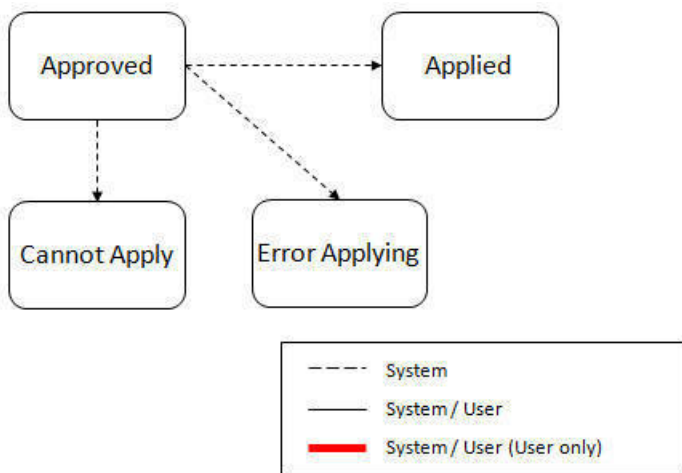 Approved
Applied
Cannot Apply
Error Applying
System
System / User
System / User (User only)